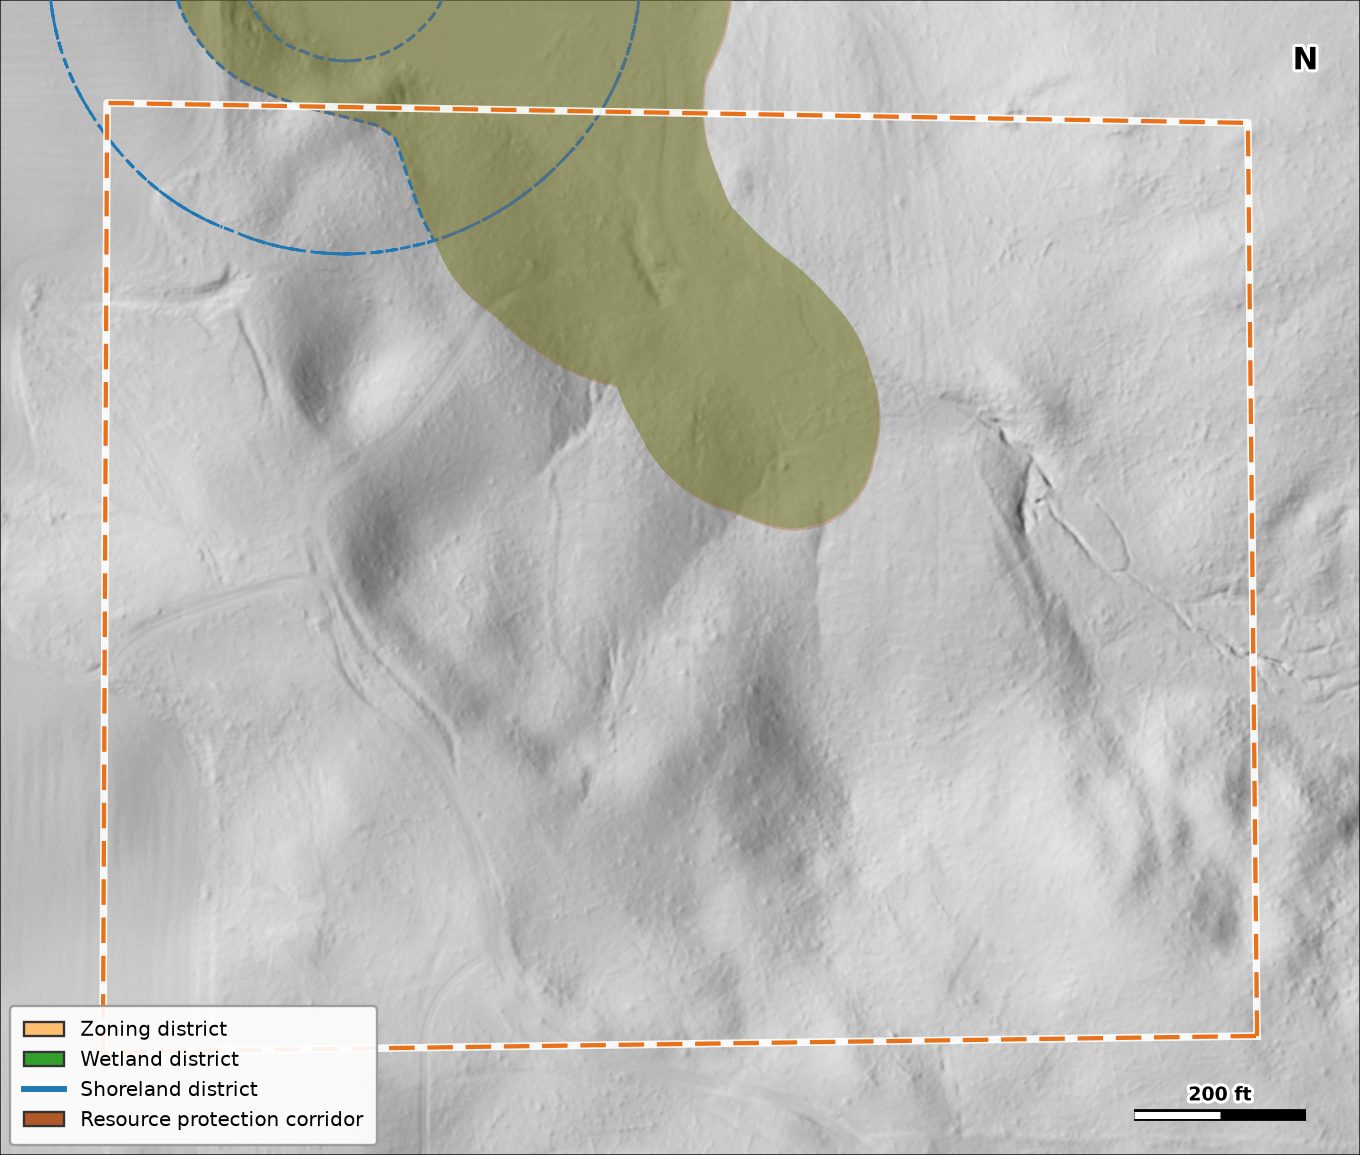 N
Zoning district
Wetland district
Shoreland district
Resource protection corridor
200 ft